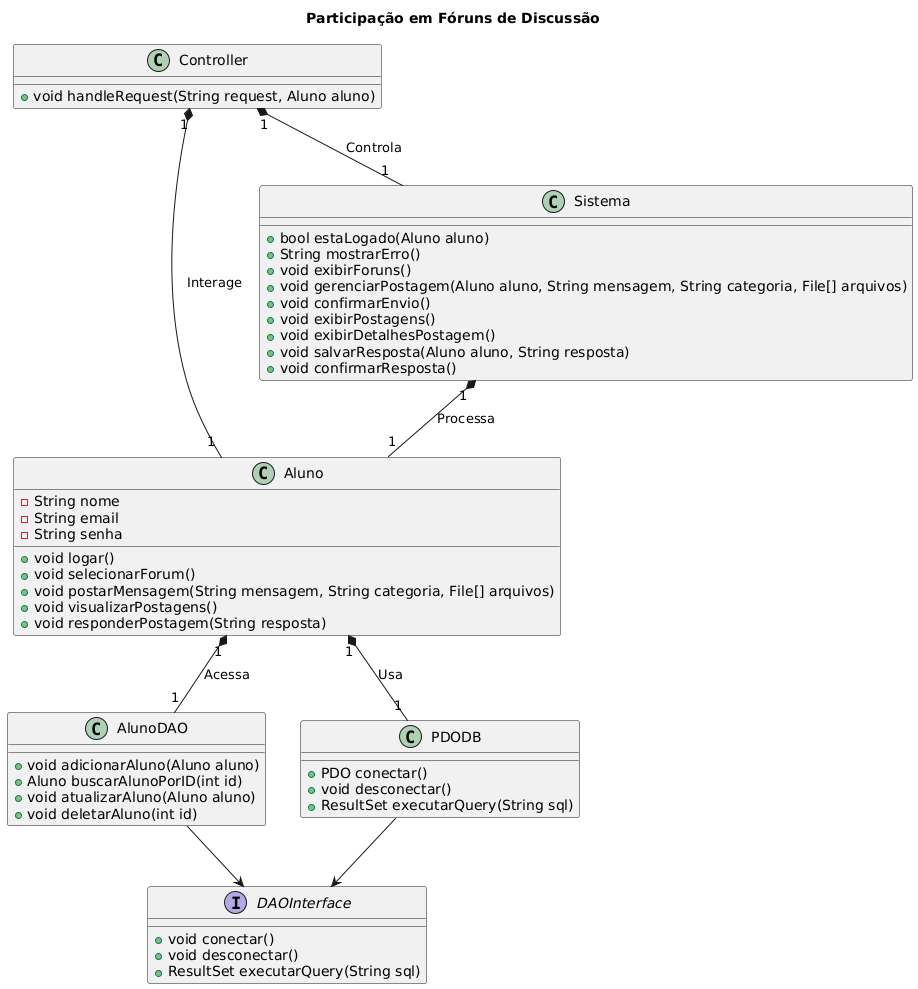 Participação em Fóruns de Discussão
C Controller
void handleRequest(String request, Aluno aluno)
1
1
Controla
1
C Sistema
bool estaLogado(Aluno aluno)
String mostrarErro()
void exibirForuns()
void gerenciarPostagem(Aluno aluno, String mensagem, String categoria, File[] arquivos)
void confirmarEnvio()
void exibirPostagens()
void exibirDetalhesPostagem()
void salvarResposta(Aluno aluno, String resposta)
void confirmarResposta()
Interage
1
Processa
1
1
C Aluno
String nome
String email
String senha
void logar()
void selecionarForum()
void postarMensagem(String mensagem, String categoria, File[] arquivos)
void visualizarPostagens()
void responderPostagem(String resposta)
1
1
Acessa
Usa
1
1
C AlunoDAO
void adicionarAluno(Aluno aluno)
Aluno buscarAlunoPorID(int id)
void atualizarAluno(Aluno aluno)
void deletarAluno(int id)
C PDODB
PDO conectar()
void desconectar()
ResultSet executarQuery(String sql)
I DAOInterface
void conectar()
void desconectar()
ResultSet executarQuery(String sql)